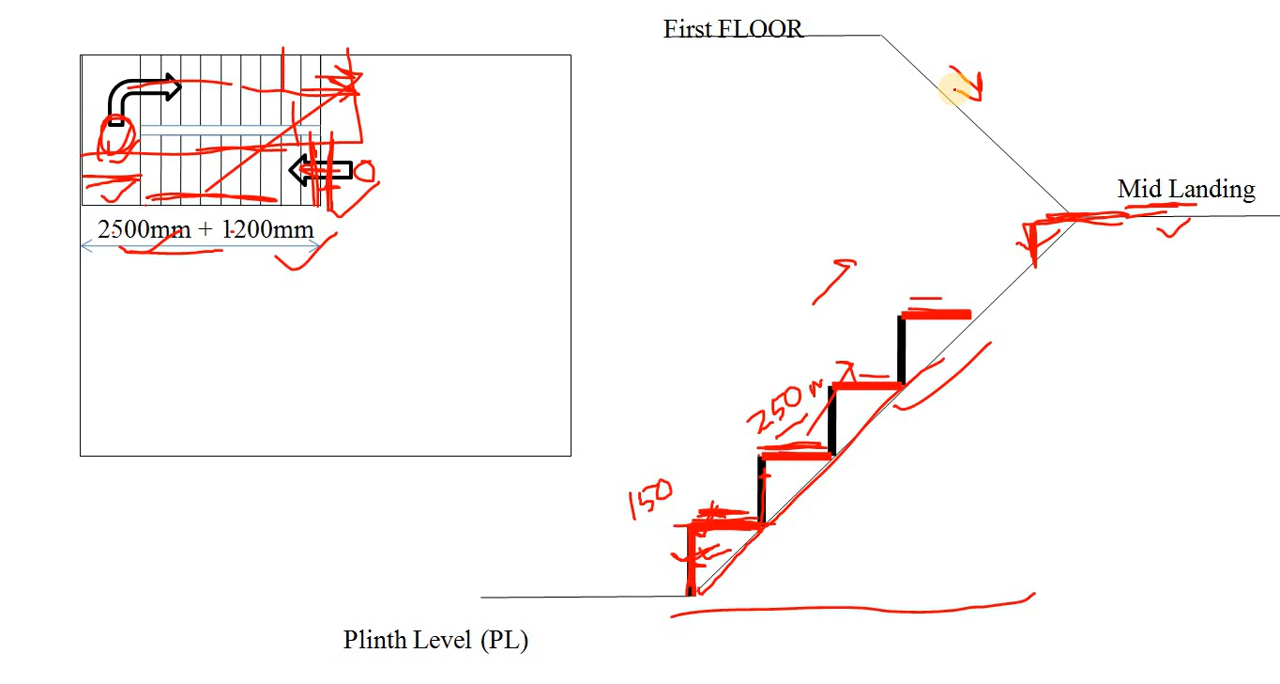 First FLOOR
Mid Landing
2500mm + 1200mm
250 m
150
Plinth Level (PL)